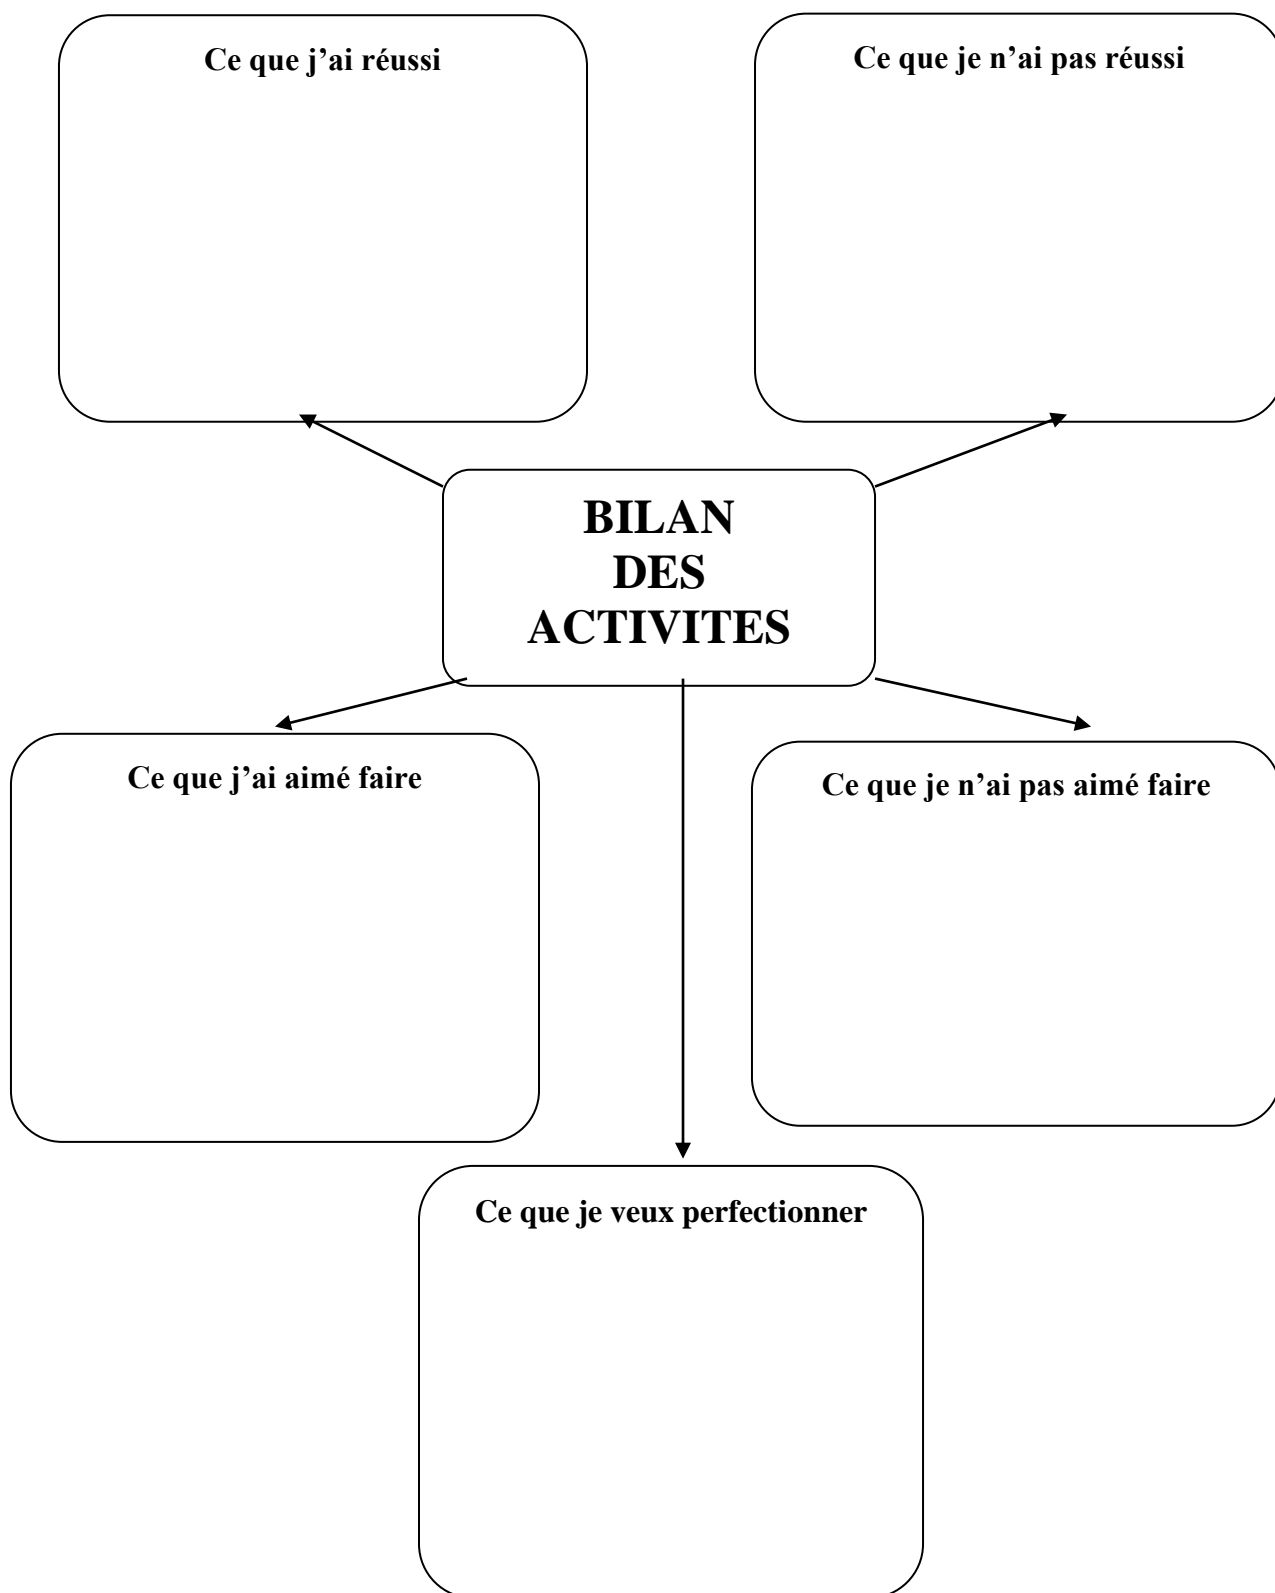 Ce que j’ai réussi
Ce que je n’ai pas réussi
BILAN
DES
ACTIVITES
Ce que j’ai aimé faire
Ce que je n’ai pas aimé faire
Ce que je veux perfectionner